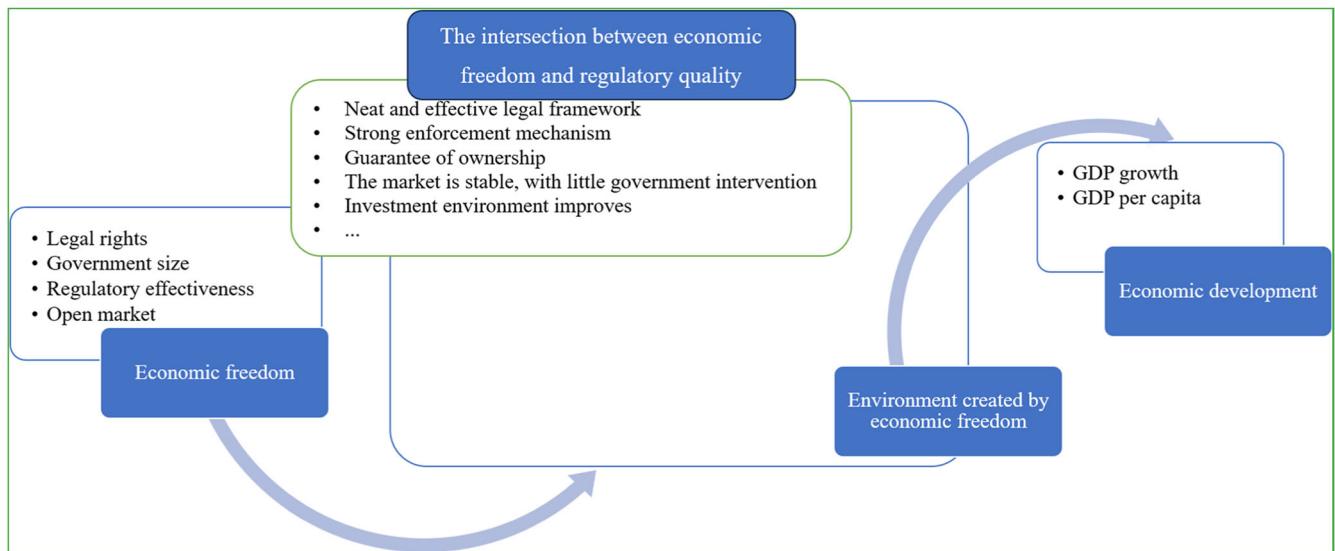 The intersection between economic
freedom and regulatory quality
• Neat and effective legal framework
• Strong enforcement mechanism
• Guarantee of ownership
• The market is stable, with little government intervention
• Investment environment improves
• ...
• Legal rights
• Government size
• Regulatory effectiveness
• Open market
Economic freedom
Environment created by
economic freedom
• GDP growth
• GDP per capita
Economic development